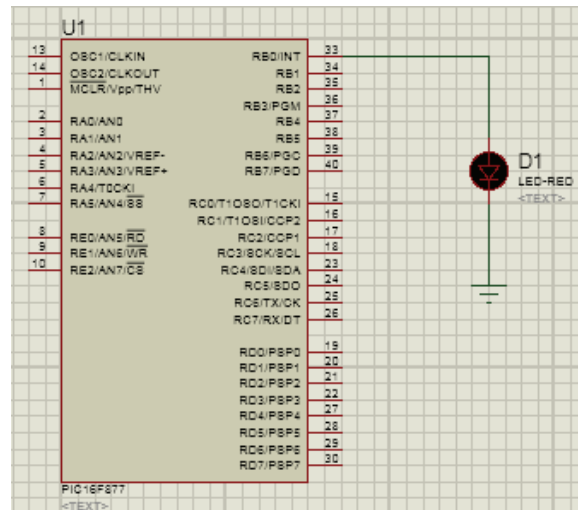 U1
13 OSC1/CLKIN RB0/INT 33
14 OSC2/CLKOUT RB1 34
1 MCLR/Vpp/THV RB2 35
RB3/PGM 36
2 RA0/AN0 RB4 37
3 RA1/AN1 RB5 38
4 RA2/AN2/VREF- RB6/PGC 39
5 RA3/AN3/VREF+ RB7/PGD 40
6 RA4/T0CKI
7 RA5/AN4/SS RC0/T1OSO/T1CKI 15
RC1/T1OSI/CCP2 16
8 RE0/AN5/RD RC2/CCP1 17
9 RE1/AN6/WR RC3/SCK/SCL 18
10 RE2/AN7/CS RC4/SDI/SDA 23
RC5/SDO 24
RC6/TX/CK 25
RC7/RX/DT 26
RD0/PSP0 19
RD1/PSP1 20
RD2/PSP2 21
RD3/PSP3 22
RD4/PSP4 27
RD5/PSP5 28
RD6/PSP6 29
RD7/PSP7 30
PIC16F877
<TEXT>
D1
LED-RED
<TEXT>